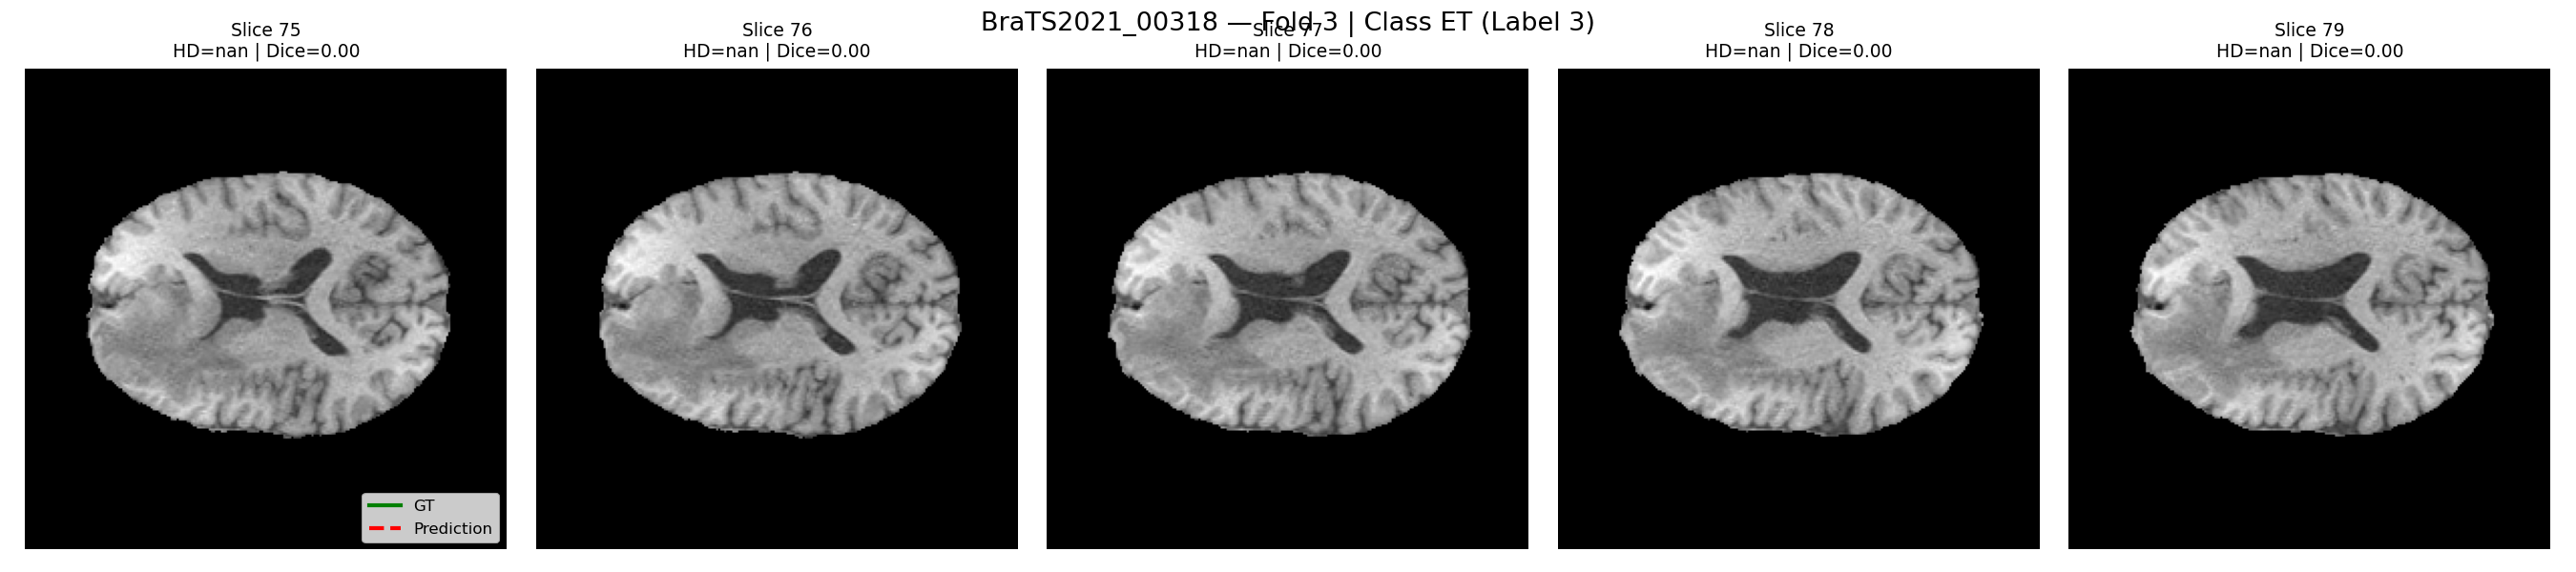 BraTS2021_00318 — Fold 3 | Class ET (Label 3)
Slice 75
HD=nan | Dice=0.00
Slice 76
HD=nan | Dice=0.00
Slice 77
HD=nan | Dice=0.00
Slice 78
HD=nan | Dice=0.00
Slice 79
HD=nan | Dice=0.00
GT
Prediction